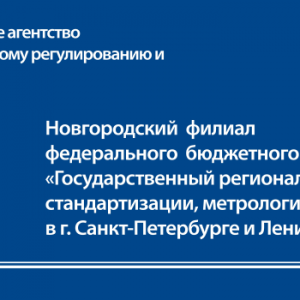 е агентство
ому регулированию и
Новгородский филиал
федерального бюджетного
«Государственный регионал
стандартизации, метрологи
в г. Санкт-Петербурге и Лени